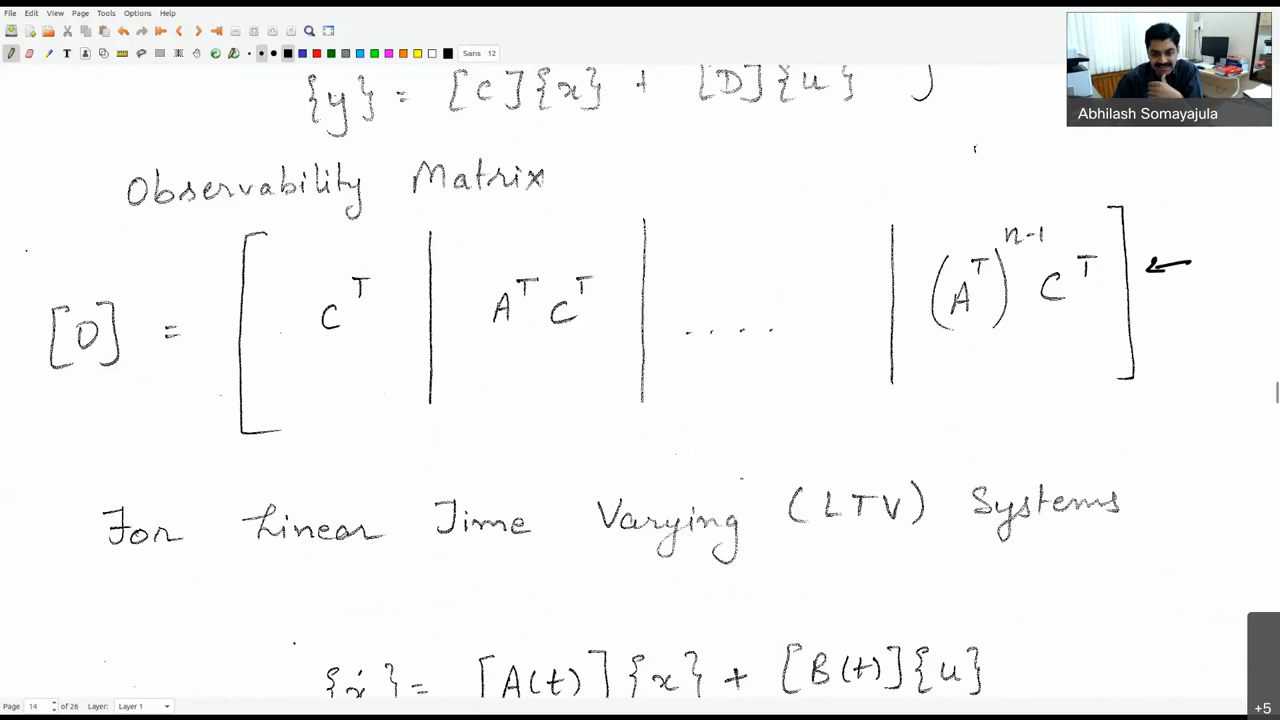 File Edit View Page Tools Options Help
Sans 12
Abhilash Somayajula
{y} = [C]{x} + [D]{u} }
Observability Matrix
[O] = [ C^T | A^T C^T | . . . . | (A^T)^{n-1} C^T ] ←
For Linear Time Varying (LTV) Systems
{ẋ} = [A(t)]{x} + [B(t)]{u}
Page 14 of 26 Layer: Layer 1
+5